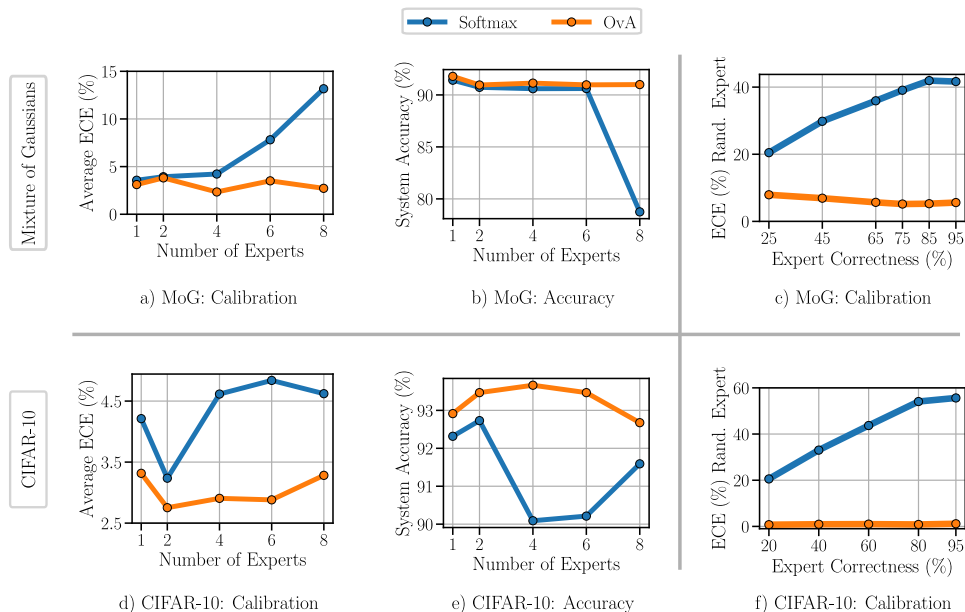 Softmax OvA
Mixture of Gaussians
Average ECE (%)
15
10
5
0
1 2 4 6 8
Number of Experts
a) MoG: Calibration
System Accuracy (%)
90
85
80
1 2 4 6 8
Number of Experts
b) MoG: Accuracy
ECE (%) Rand. Expert
40
20
0
25 45 65 75 85 95
Expert Correctness (%)
c) MoG: Calibration
CIFAR-10
Average ECE (%)
4.5
3.5
2.5
1 2 4 6 8
Number of Experts
d) CIFAR-10: Calibration
System Accuracy (%)
93
92
91
90
1 2 4 6 8
Number of Experts
e) CIFAR-10: Accuracy
ECE (%) Rand. Expert
60
40
20
0
20 40 60 80 95
Expert Correctness (%)
f) CIFAR-10: Calibration